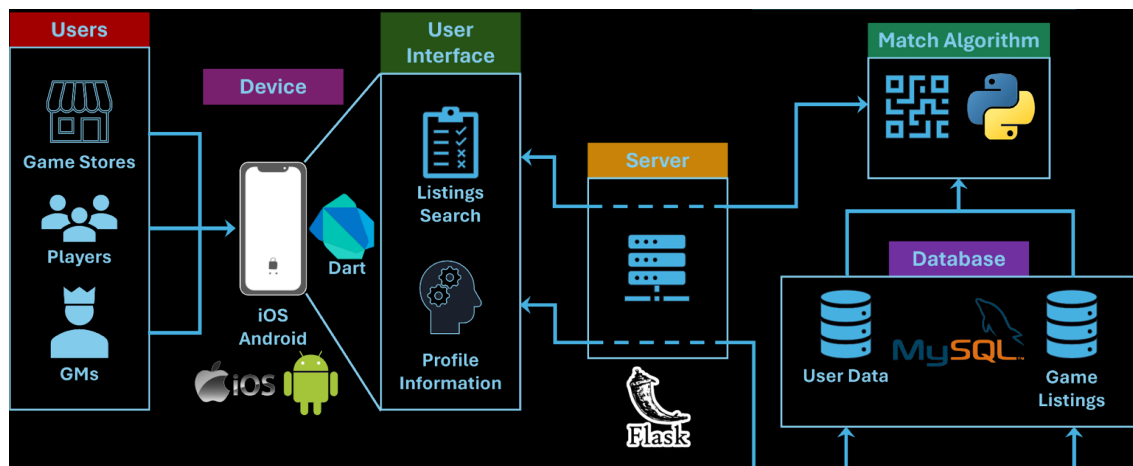 Users
Game Stores
Players
GMs
Device
Dart
iOS
Android
iOS
User
Interface
Listings
Search
Profile
Information
Server
Flask
Match Algorithm
Database
User Data
MySQL
TM
Game
Listings